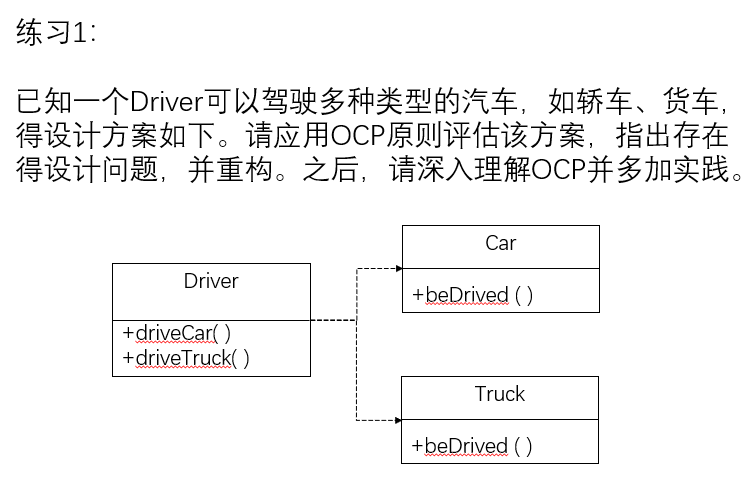 练习1:
已知一个Driver可以驾驶多种类型的汽车，如轿车、货车，
得设计方案如下。请应用OCP原则评估该方案，指出存在
得设计问题，并重构。之后，请深入理解OCP并多加实践。
Car
+beDrived ( )
Driver
+driveCar( )
+driveTruck( )
Truck
+beDrived ( )